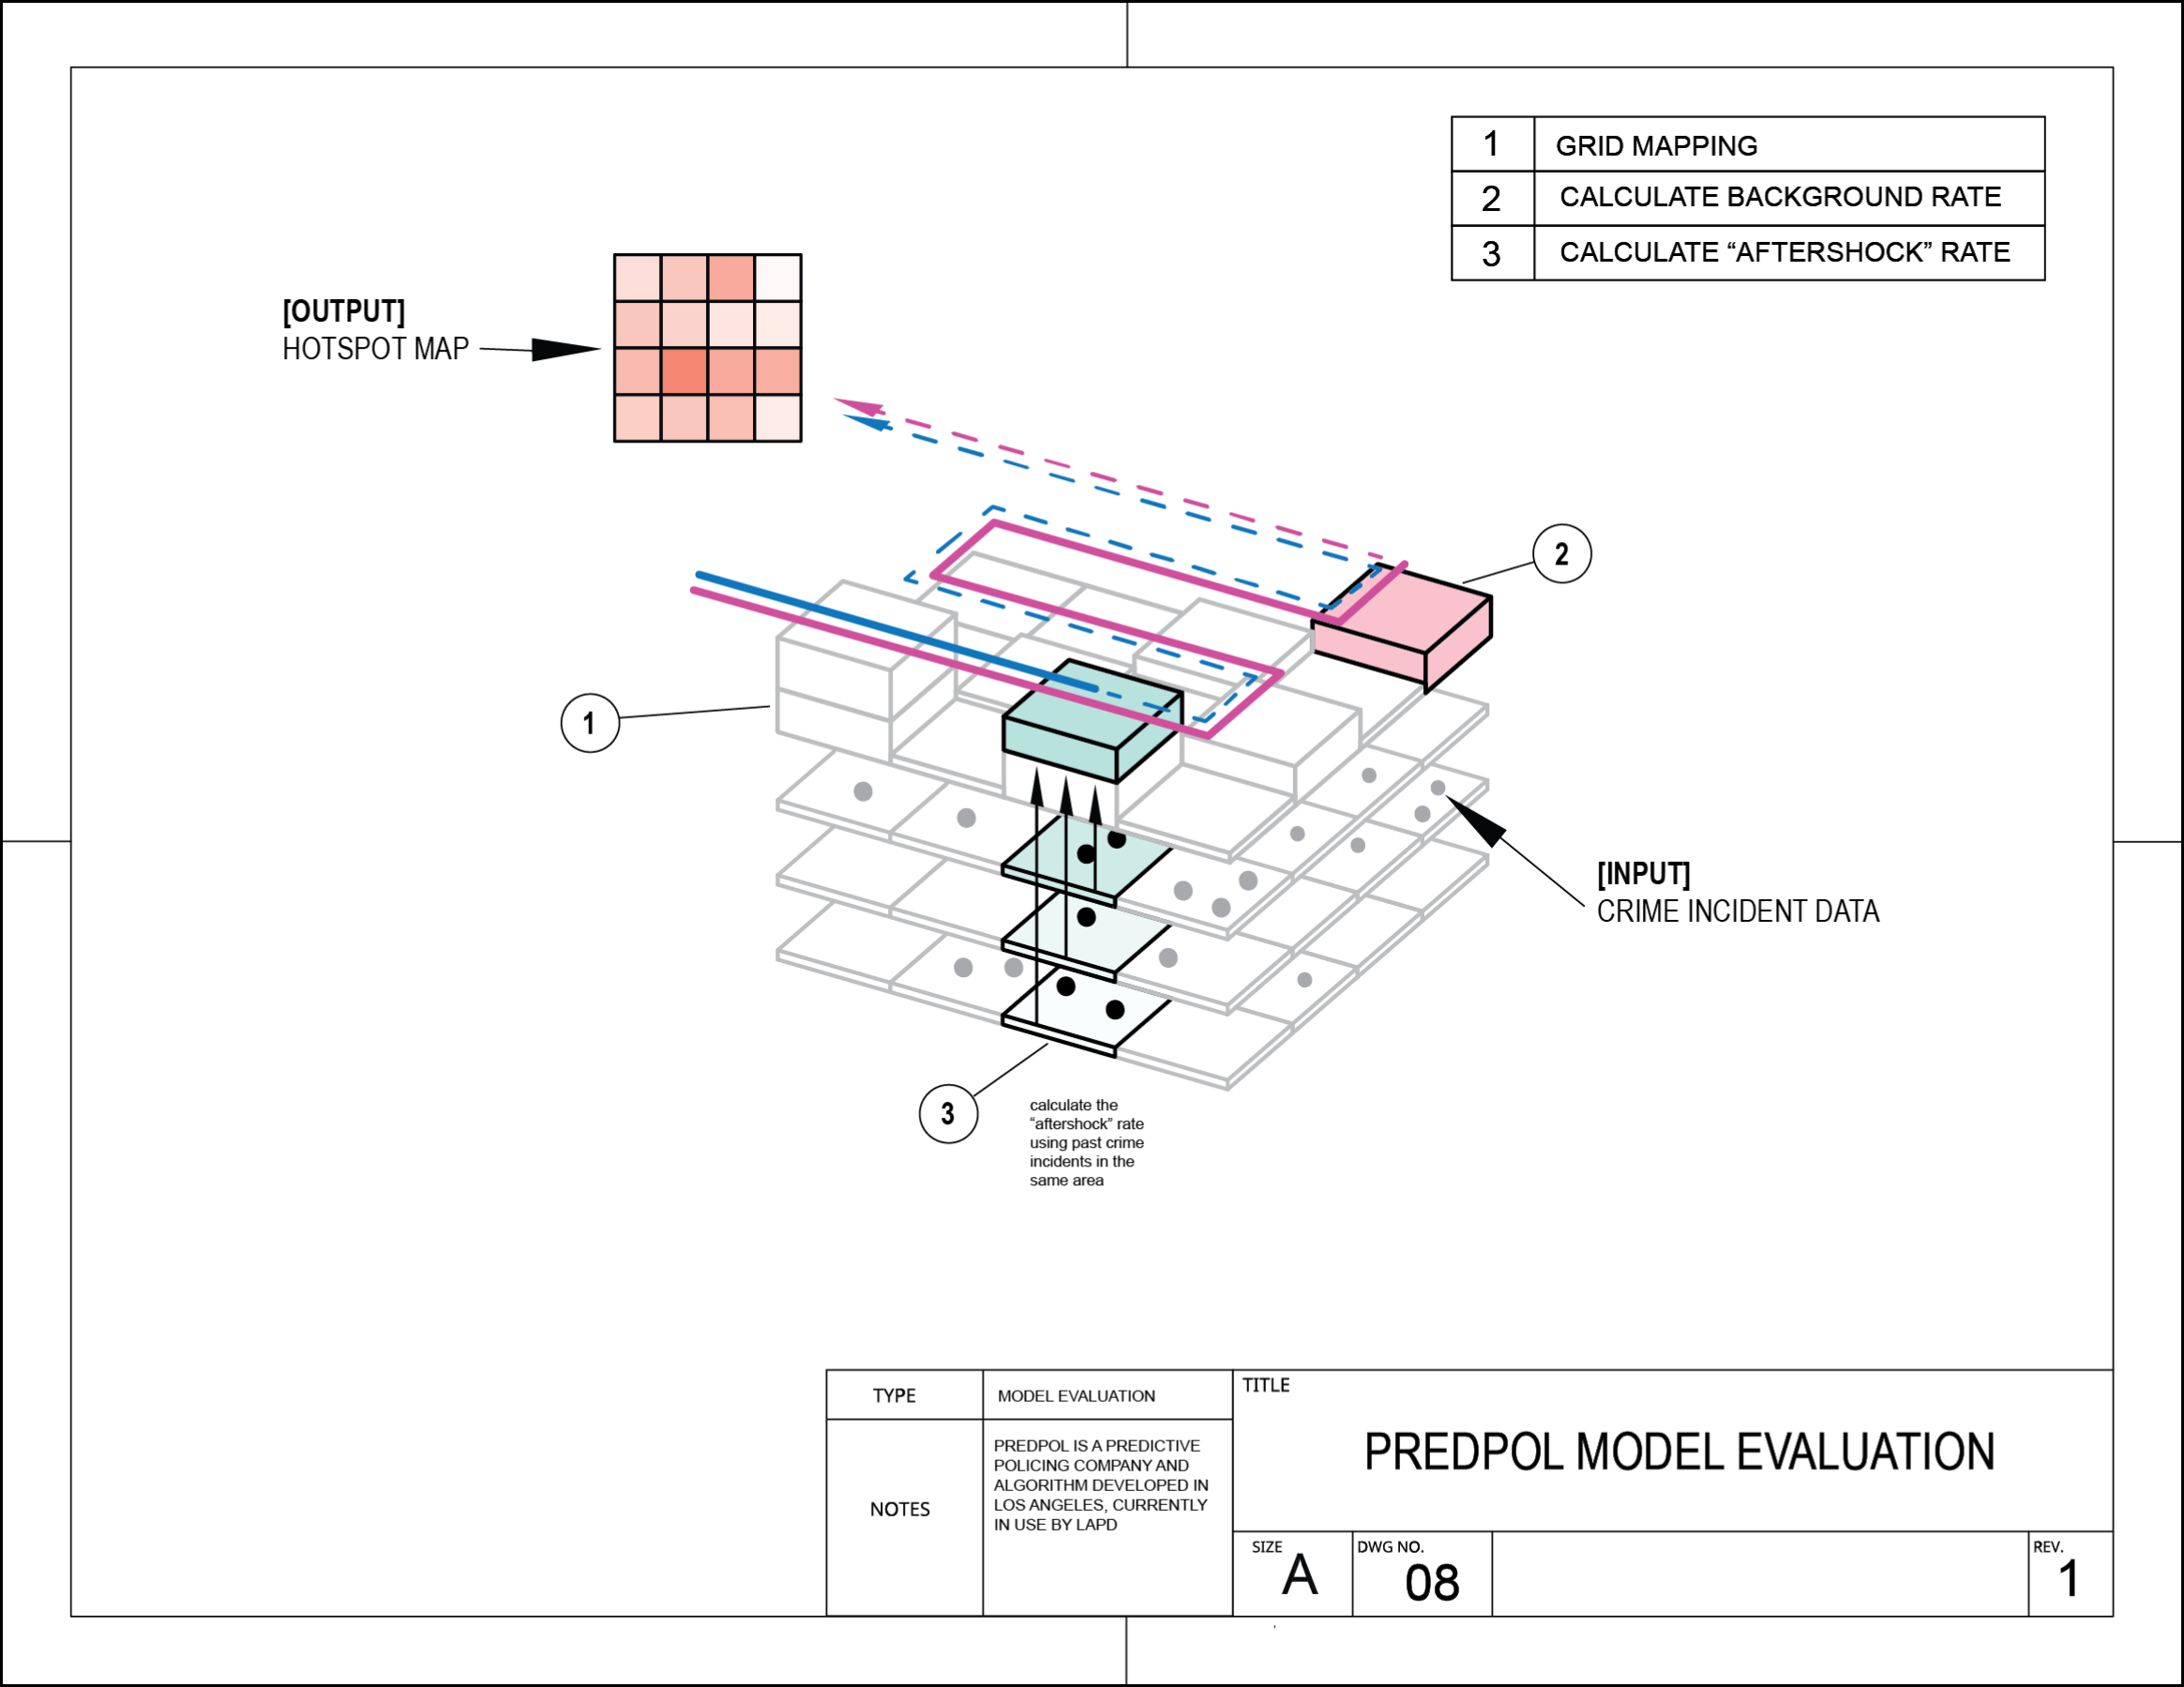 1 GRID MAPPING
2 CALCULATE BACKGROUND RATE
3 CALCULATE “AFTERSHOCK” RATE
[OUTPUT]
HOTSPOT MAP
2
1
[INPUT]
CRIME INCIDENT DATA
3
calculate the
“aftershock” rate
using past crime
incidents in the
same area
TYPE
MODEL EVALUATION
NOTES
PREDPOL IS A PREDICTIVE
POLICING COMPANY AND
ALGORITHM DEVELOPED IN
LOS ANGELES, CURRENTLY
IN USE BY LAPD
TITLE
PREDPOL MODEL EVALUATION
SIZE
A
DWG NO.
08
REV.
1